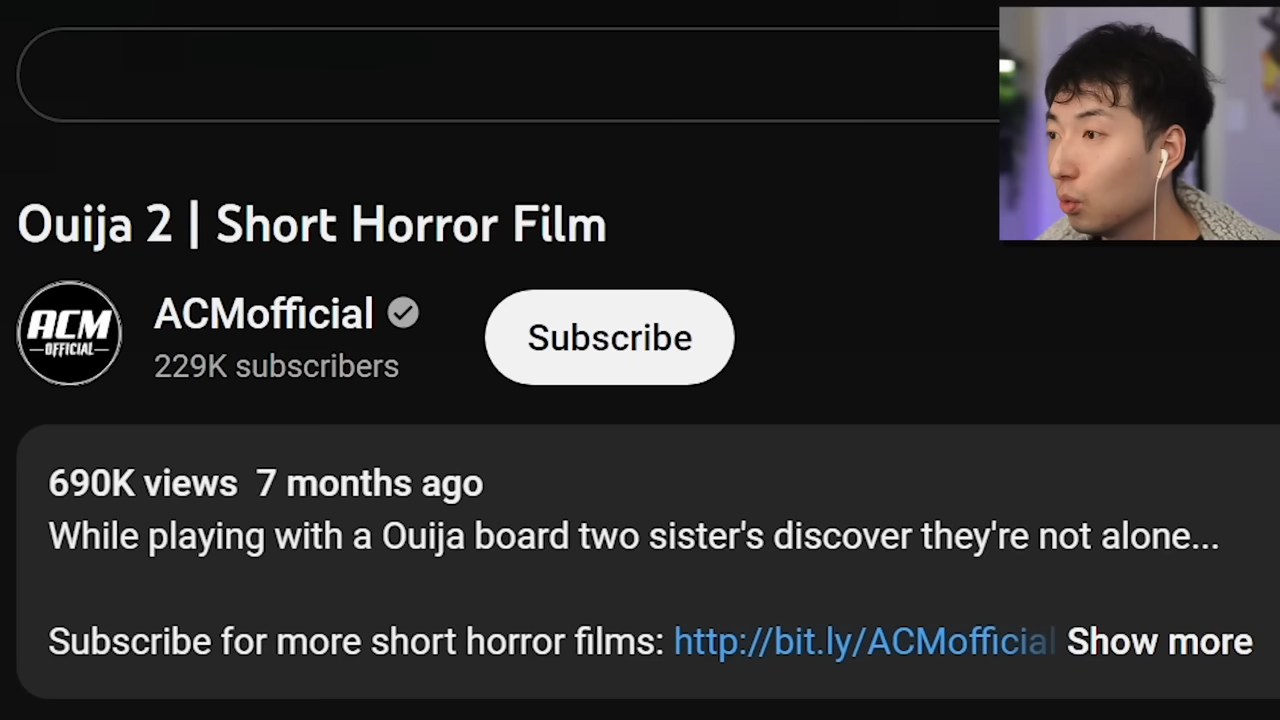 Ouija 2 | Short Horror Film
ACM
OFFICIAL
ACMofficial
229K subscribers
Subscribe
690K views 7 months ago
While playing with a Ouija board two sister's discover they're not alone...
Subscribe for more short horror films: http://bit.ly/ACMofficial Show more